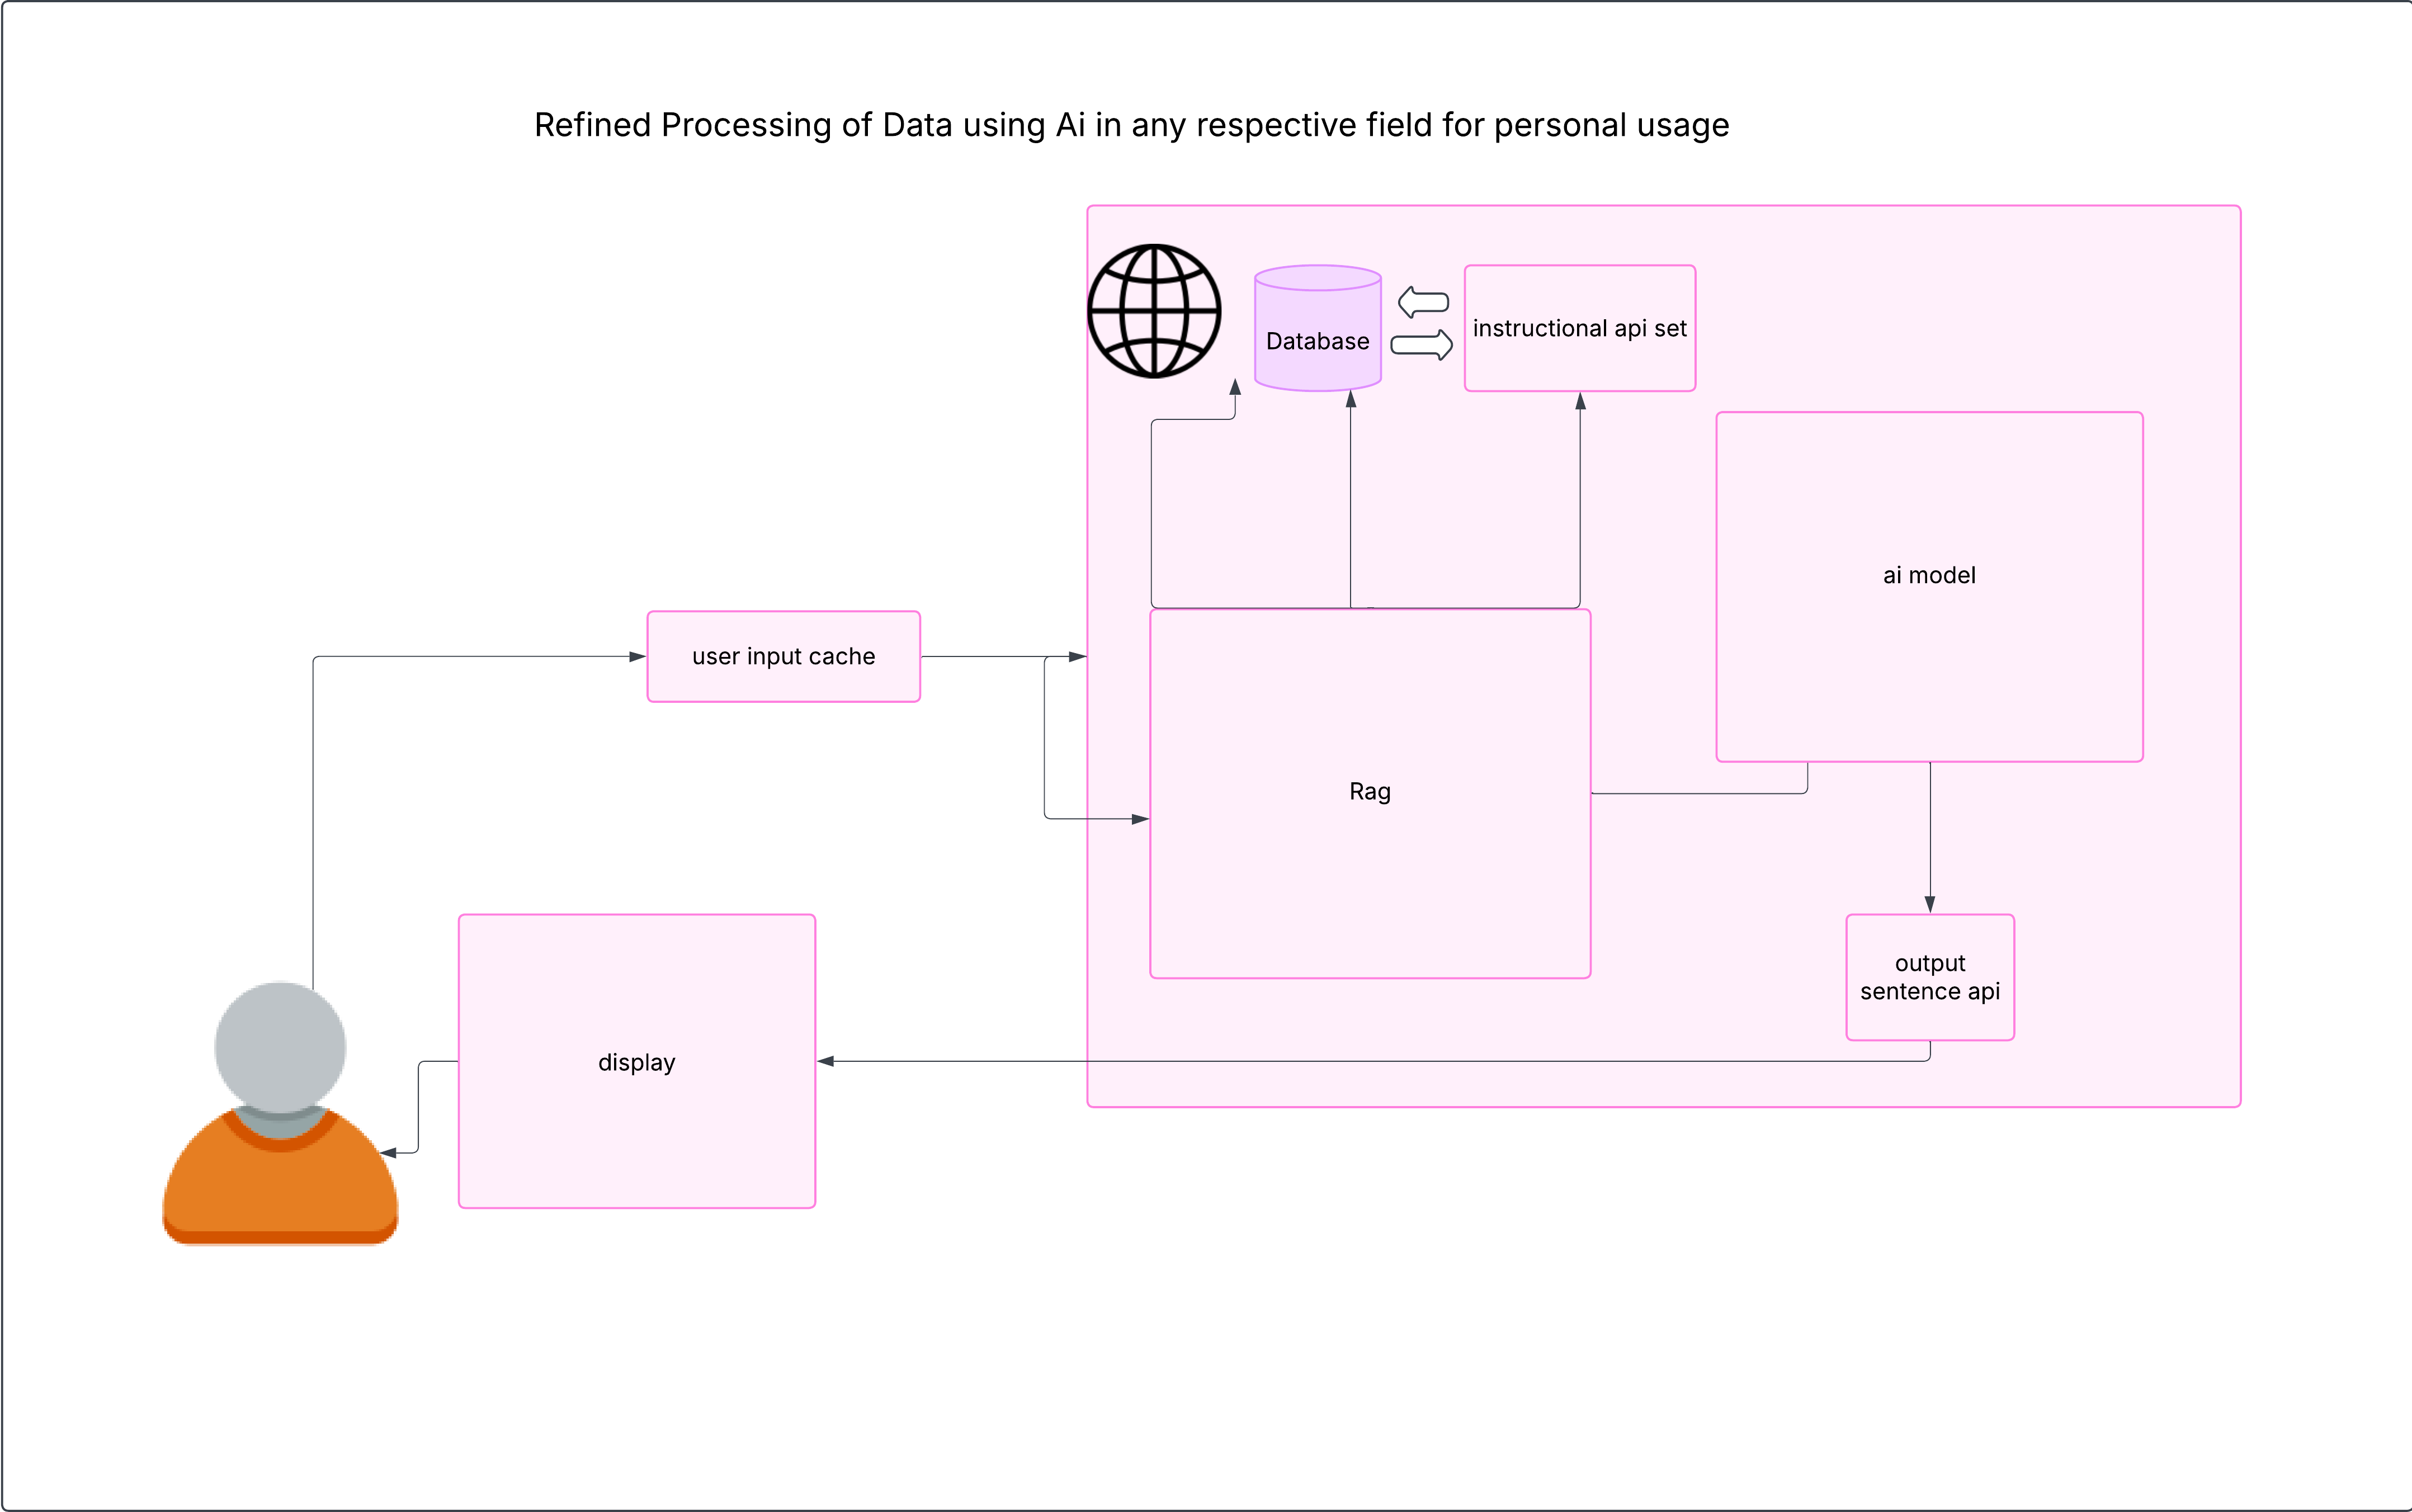 Refined Processing of Data using Ai in any respective field for personal usage
Database
instructional api set
ai model
user input cache
Rag
output
sentence api
display